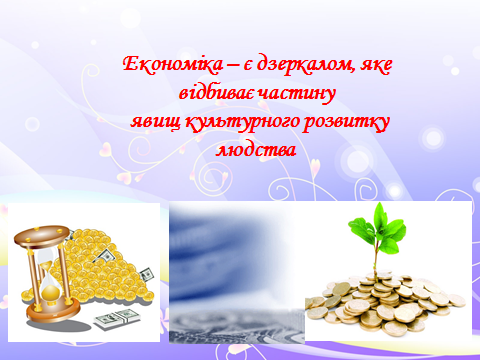 Економіка – є дзеркалом, яке
відбиває частину
явищ культурного розвитку
людства